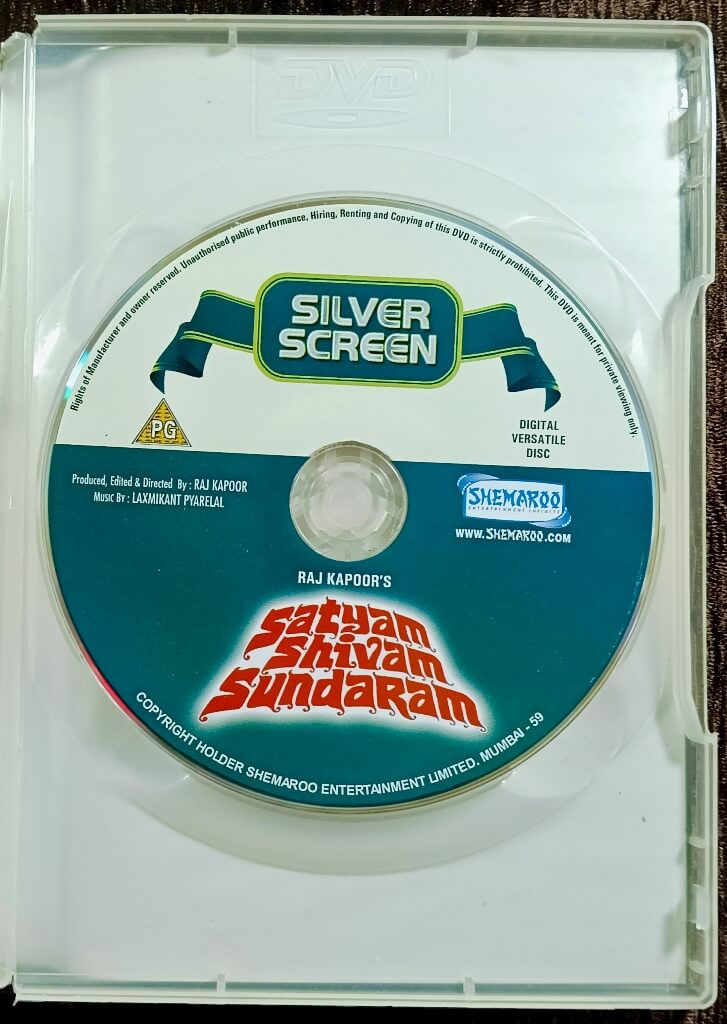 DVD
Rights of Manufacturer and owner reserved. Unauthorised public performance, Hiring, Renting and Copying of this DVD is strictly prohibited. This DVD is meant for private viewing only.
SILVER
SCREEN
PG
DIGITAL
VERSATILE
DISC
Produced, Edited & Directed By : RAJ KAPOOR
MUSIC BY : LAXMIKANT PYARELAL
SHEMAROO
ENTERTAINMENT INFINITE
WWW.SHEMAROO.COM
RAJ KAPOOR'S
Satyam
Shivam
Sundaram
COPYRIGHT HOLDER SHEMAROO ENTERTAINMENT LIMITED. MUMBAI - 59